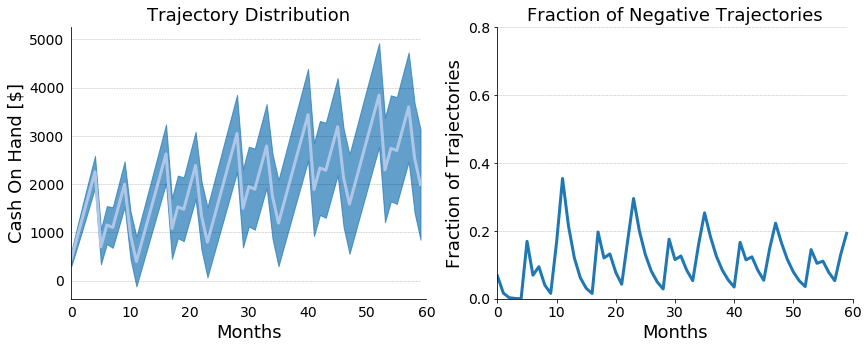 Trajectory Distribution
Cash On Hand [$]
5000
4000
3000
2000
1000
0
0 10 20 30 40 50 60
Months
Fraction of Negative Trajectories
Fraction of Trajectories
0.8
0.6
0.4
0.2
0.0
0 10 20 30 40 50 60
Months